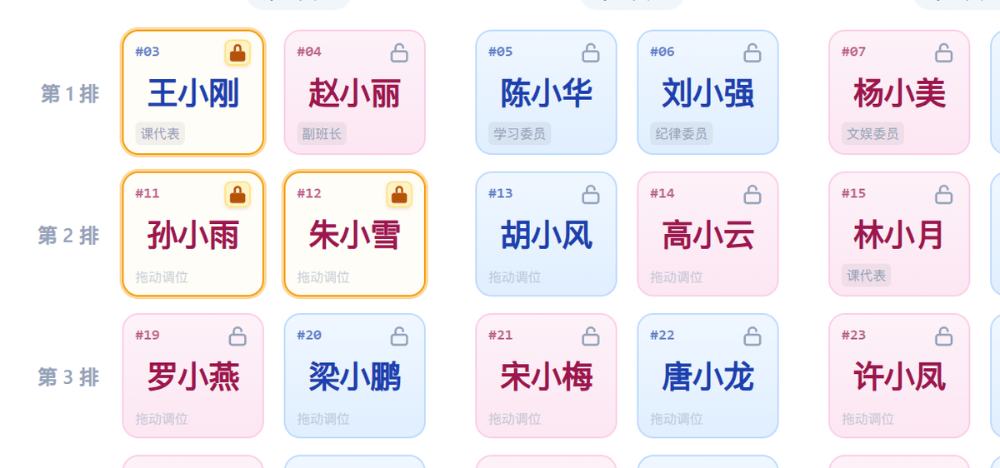 第 1 排
#03
王小刚
课代表
#04
赵小丽
副班长
#05
陈小华
学习委员
#06
刘小强
纪律委员
#07
杨小美
文娱委员
第 2 排
#11
孙小雨
拖动调位
#12
朱小雪
拖动调位
#13
胡小风
拖动调位
#14
高小云
拖动调位
#15
林小月
课代表
第 3 排
#19
罗小燕
拖动调位
#20
梁小鹏
拖动调位
#21
宋小梅
拖动调位
#22
唐小龙
拖动调位
#23
许小凤
拖动调位